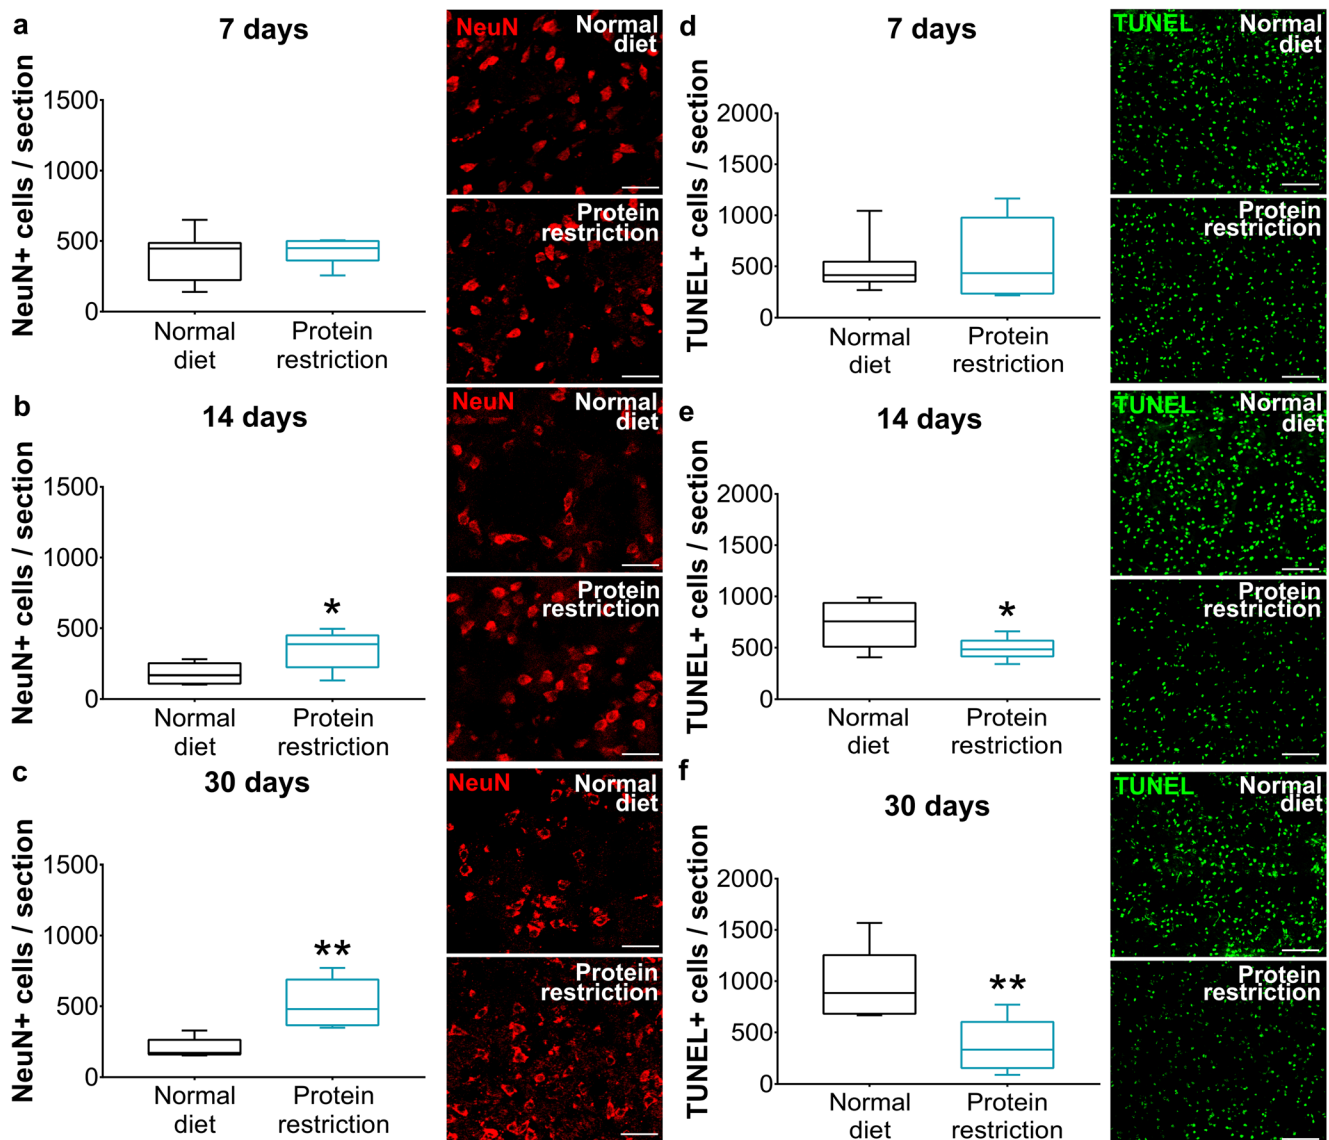 a
7 days
NeuN+ cells / section
1500
1000
500
0
Normal
diet
Protein
restriction
NeuN
Normal
diet
Protein
restriction
d
7 days
TUNEL+ cells / section
2000
1500
1000
500
0
Normal
diet
Protein
restriction
TUNEL
Normal
diet
Protein
restriction
b
14 days
NeuN+ cells / section
1500
1000
500
0
*
Normal
diet
Protein
restriction
NeuN
Normal
diet
Protein
restriction
e
14 days
TUNEL+ cells / section
2000
1500
1000
500
0
*
Normal
diet
Protein
restriction
TUNEL
Normal
diet
Protein
restriction
c
30 days
NeuN+ cells / section
1500
1000
500
0
**
Normal
diet
Protein
restriction
NeuN
Normal
diet
Protein
restriction
f
30 days
TUNEL+ cells / section
2000
1500
1000
500
0
**
Normal
diet
Protein
restriction
TUNEL
Normal
diet
Protein
restriction